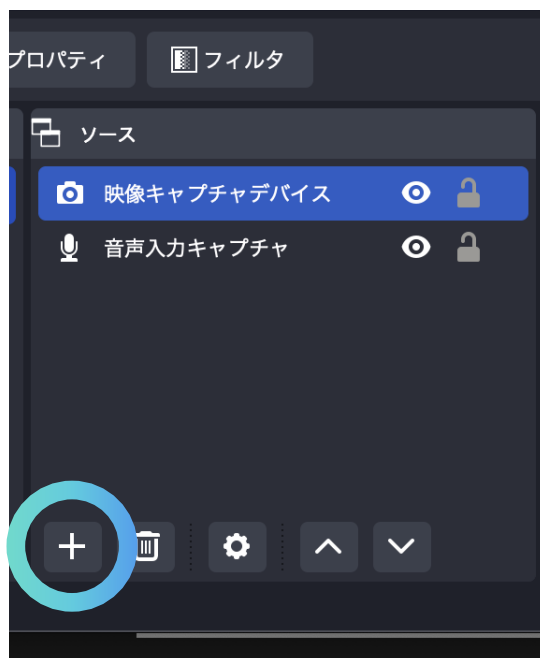 プロパティ
フィルタ
ソース
映像キャプチャデバイス
音声入力キャプチャ